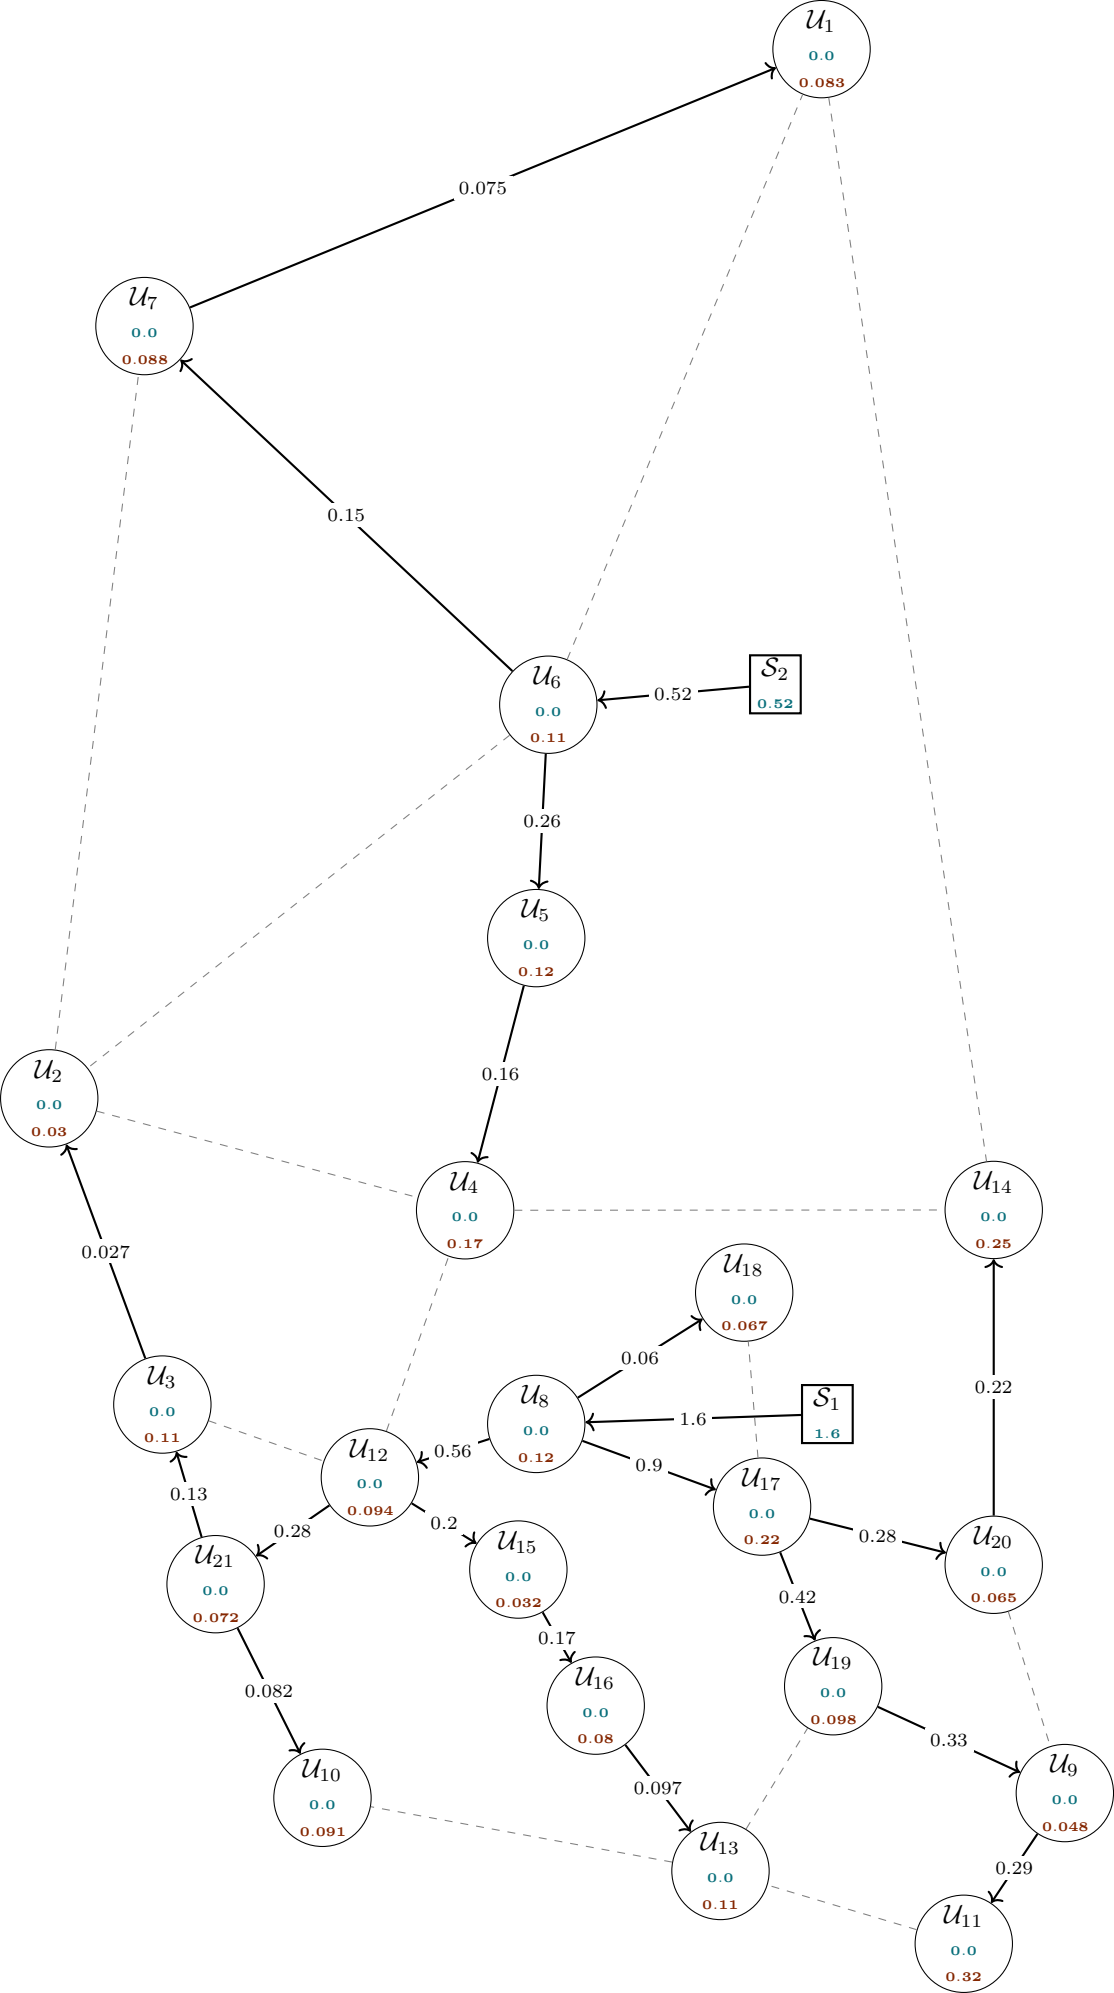 𝒰₁
0.0
0.083
0.075
𝒰₇
0.0
0.088
0.15
𝒰₆
0.0
0.11
0.52
𝒮₂
0.52
0.26
𝒰₅
0.0
0.12
0.16
𝒰₂
0.0
0.03
𝒰₄
0.0
0.17
𝒰₁₄
0.0
0.25
0.027
𝒰₁₈
0.0
0.067
0.06
0.22
𝒰₃
0.0
0.11
𝒰₈
0.0
0.12
1.6
𝒮₁
1.6
𝒰₁₂
0.0
0.094
0.56
0.9
𝒰₁₇
0.0
0.22
0.13
0.28
0.2
0.28
𝒰₂₁
0.0
0.072
𝒰₁₅
0.0
0.032
𝒰₂₀
0.0
0.065
0.42
0.17
0.082
𝒰₁₆
0.0
0.08
𝒰₁₉
0.0
0.098
0.33
𝒰₁₀
0.0
0.091
0.097
𝒰₉
0.0
0.048
𝒰₁₃
0.0
0.11
0.29
𝒰₁₁
0.0
0.32